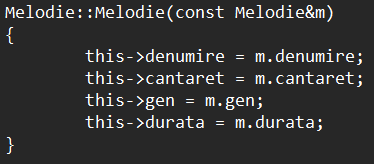 Melodie::Melodie(const Melodie&m)
{
        this->denumire = m.denumire;
        this->cantaret = m.cantaret;
        this->gen = m.gen;
        this->durata = m.durata;
}